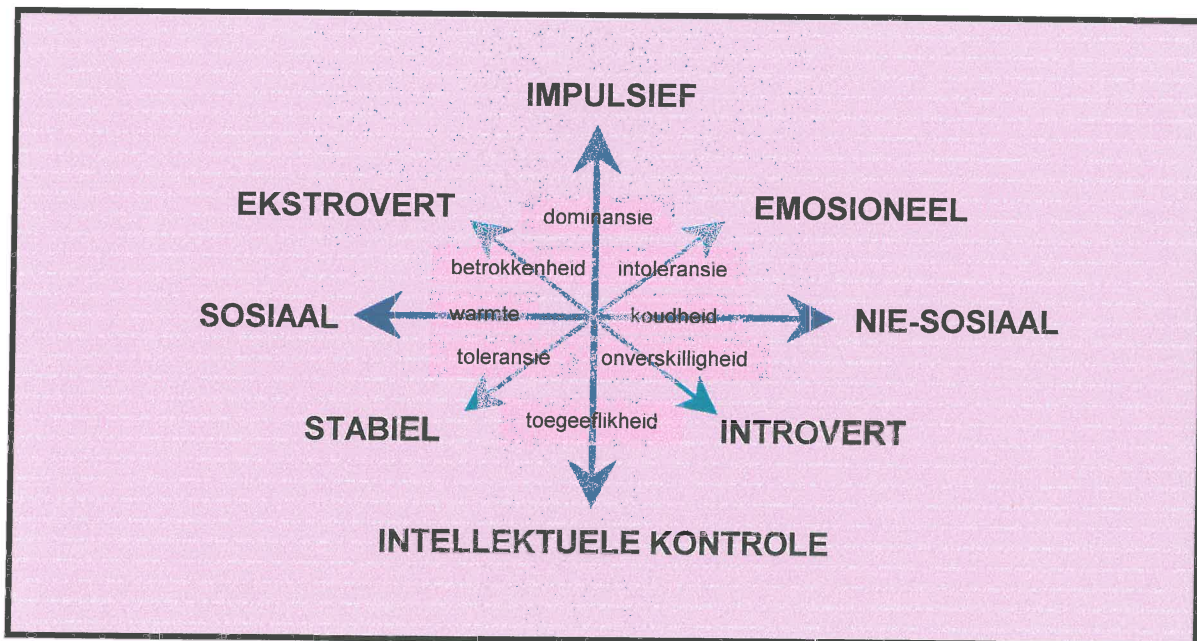 IMPULSIEF
EKSTROVERT
EMOSIONEEL
dominansie
betrokkenheid
intoleransie
SOSIAAL
warmte
koudheid
NIE-SOSIAAL
toleransie
onverskilligheid
STABIEL
toegeeflikheid
INTROVERT
INTELLEKTUELE KONTROLE